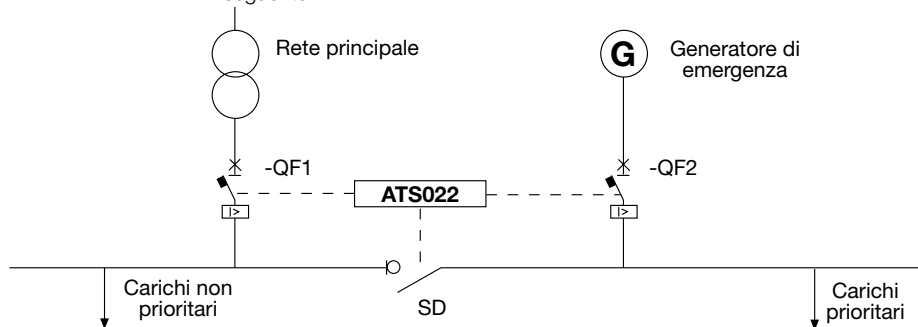 Rete principale
G
Generatore di
emergenza
-QF1
ATS022
-QF2
I>
I>
Carichi non
prioritari
SD
Carichi
prioritari